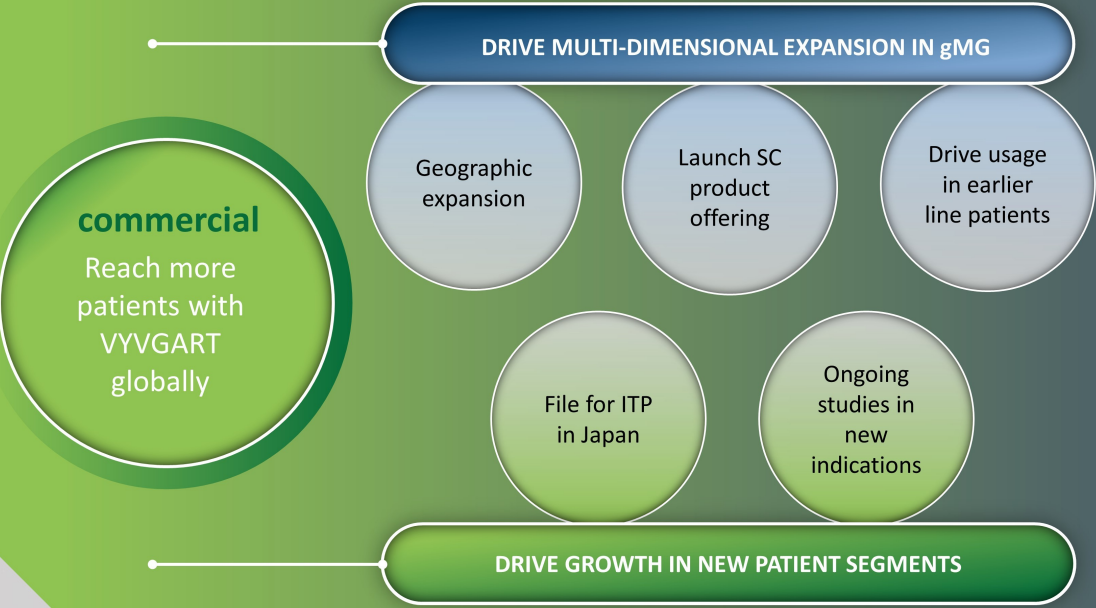 DRIVE MULTI-DIMENSIONAL EXPANSION IN gMG
Geographic
expansion
Launch SC
product
offering
Drive usage
in earlier
line patients
commercial
Reach more
patients with
VYVGART
globally
File for ITP
in Japan
Ongoing
studies in
new
indications
DRIVE GROWTH IN NEW PATIENT SEGMENTS